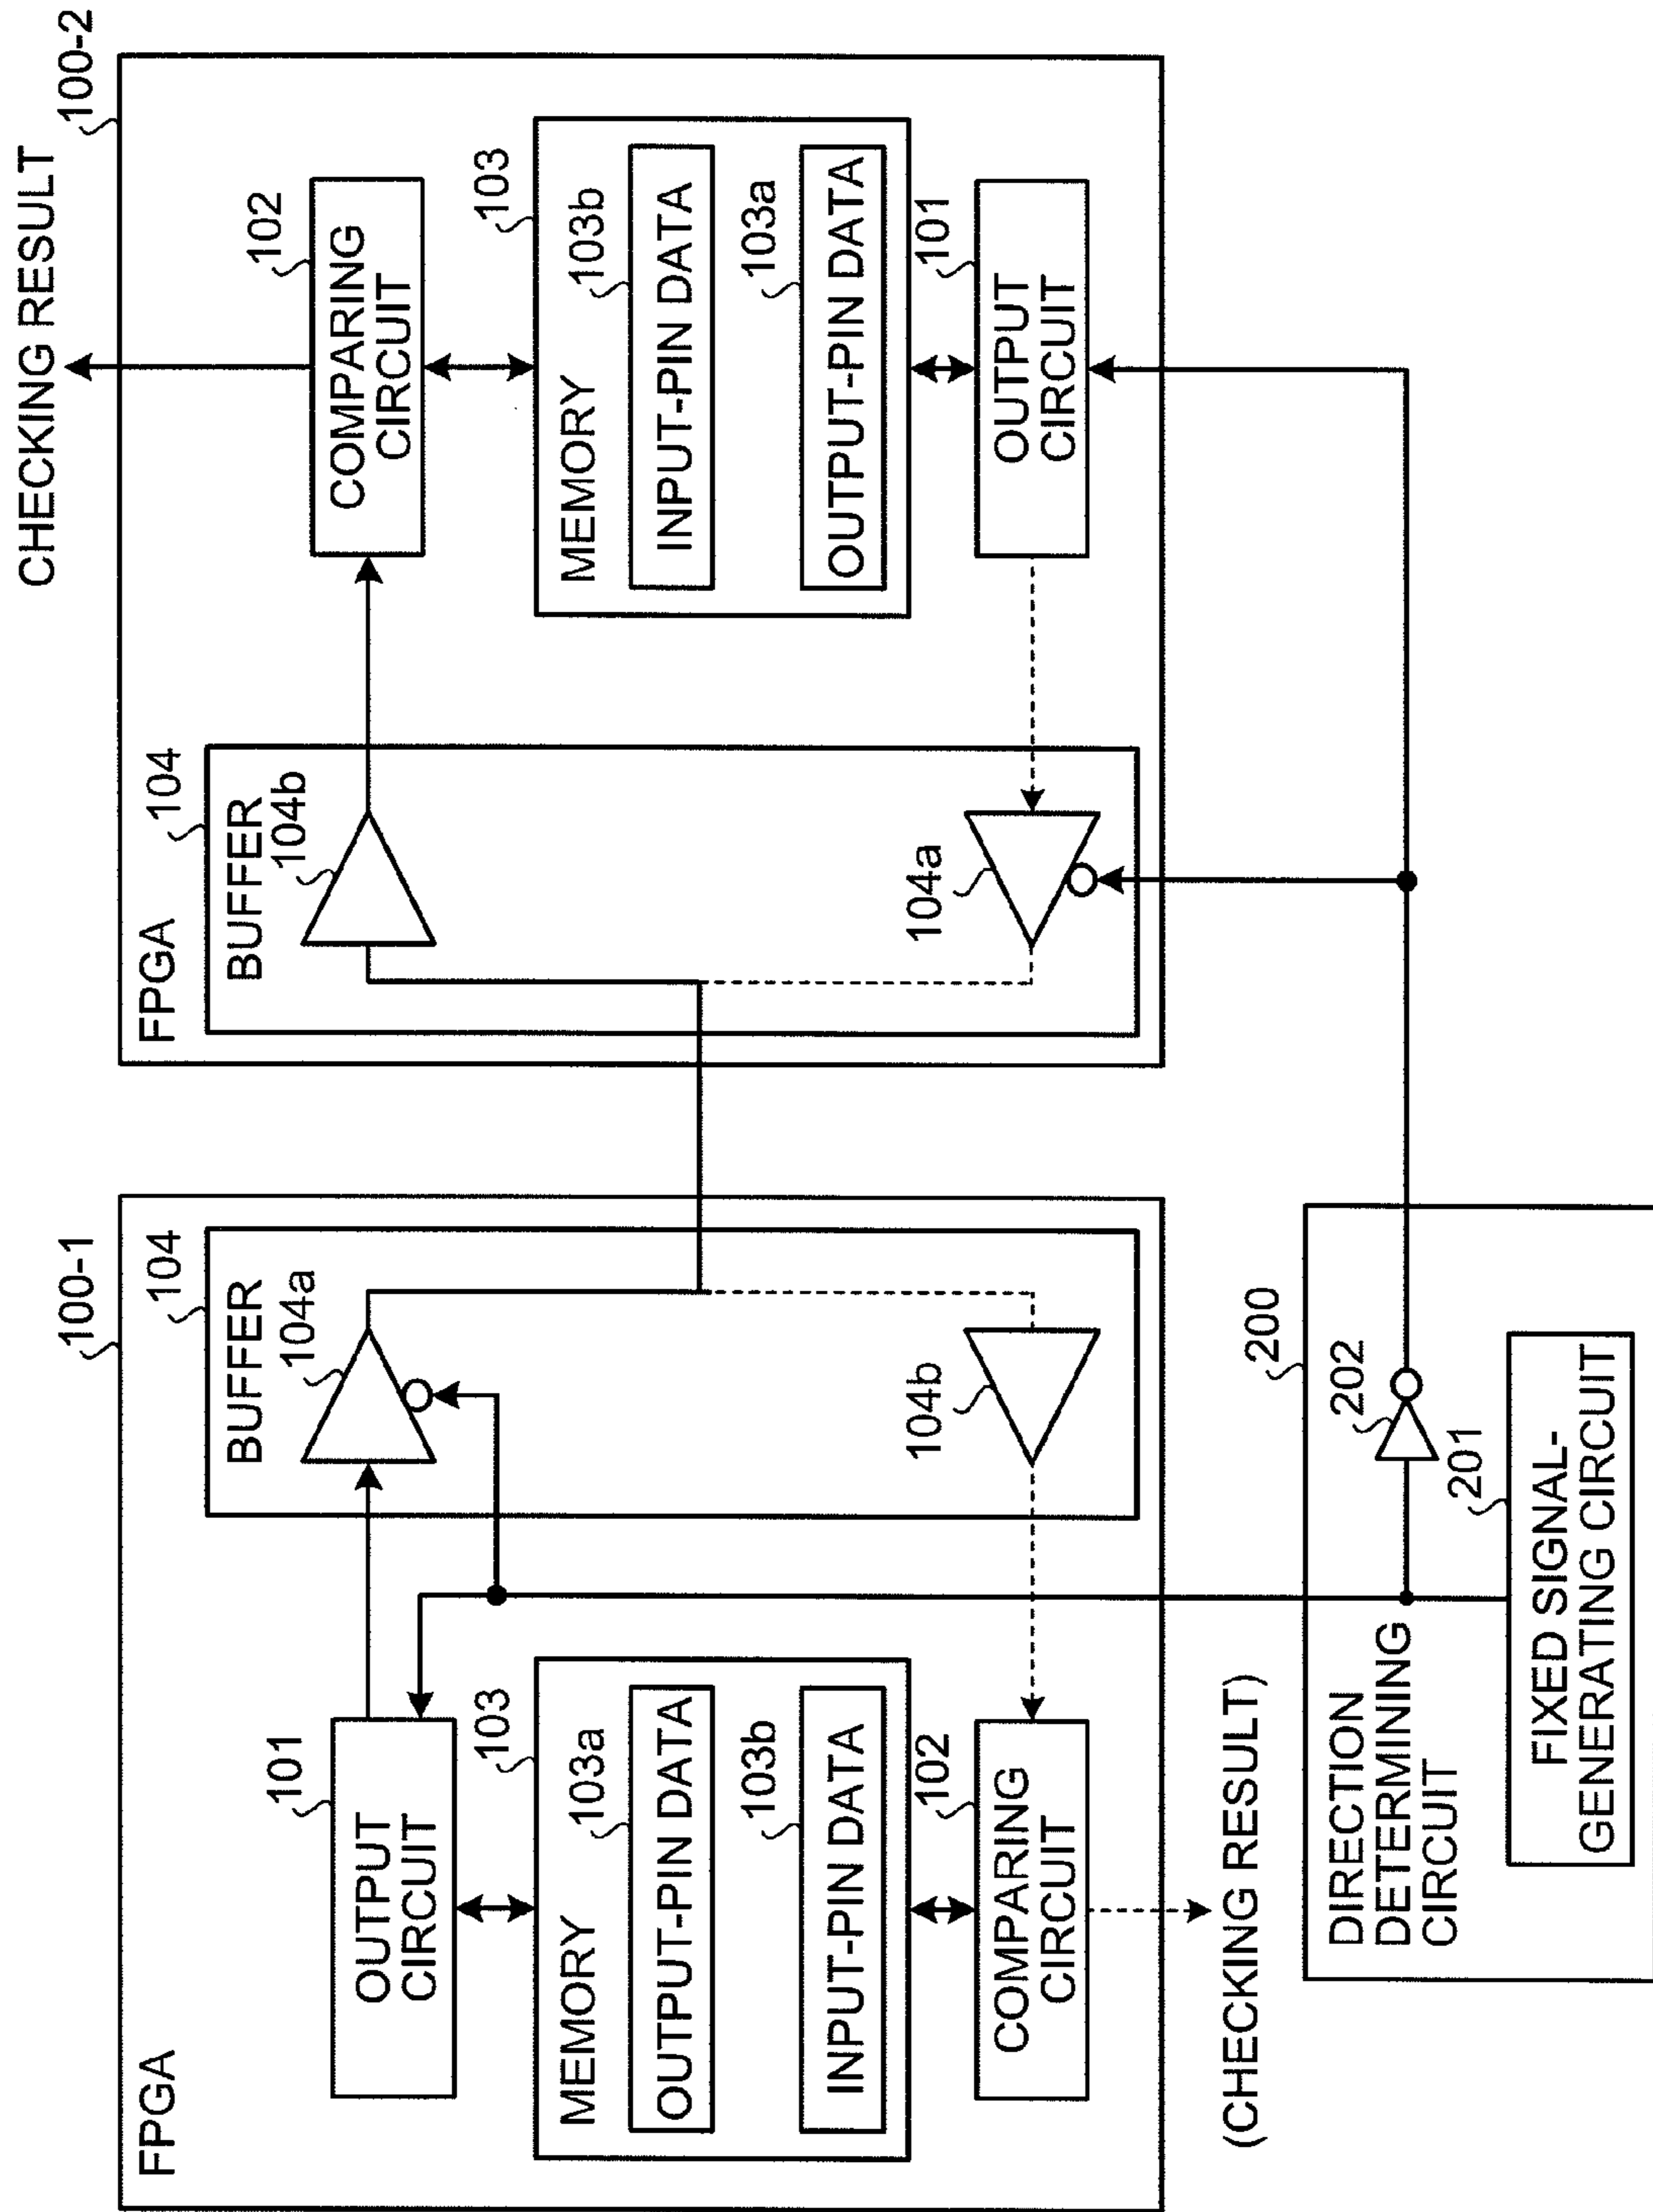 FPGA
100-1
OUTPUT
CIRCUIT
101
MEMORY
103
OUTPUT-PIN DATA
103a
INPUT-PIN DATA
103b
COMPARING
CIRCUIT
102
(CHECKING RESULT)
BUFFER
104
104a
104b
FPGA
100-2
BUFFER
104
104b
104a
CHECKING RESULT
COMPARING
CIRCUIT
102
MEMORY
103
INPUT-PIN DATA
103b
OUTPUT-PIN DATA
103a
OUTPUT
CIRCUIT
101
DIRECTION
DETERMINING
CIRCUIT
200
202
201
FIXED SIGNAL-
GENERATING CIRCUIT